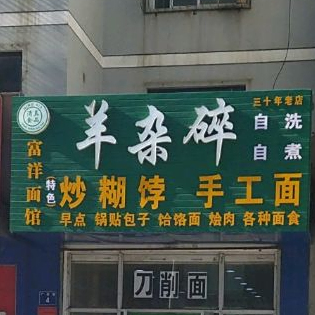 三十年老店
羊杂碎
自洗
自煮
富洋面馆
(特色)
炒糊饽 手工面
早点 锅贴包子 饸饹面 烩肉 各种面食
刀削面